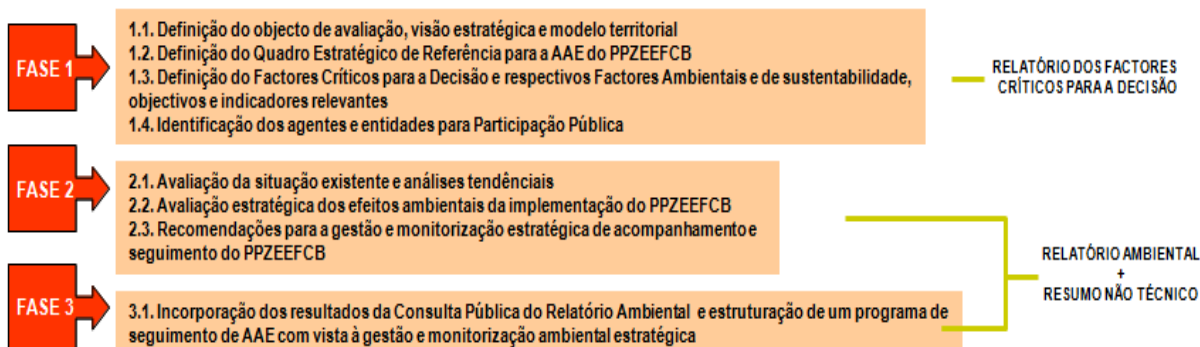 FASE 1
1.1. Definição do objecto de avaliação, visão estratégica e modelo territorial
1.2. Definição do Quadro Estratégico de Referência para a AAE do PPZEEFCB
1.3. Definição do Factores Críticos para a Decisão e respectivos Factores Ambientais e de sustentabilidade,
objectivos e indicadores relevantes
1.4. Identificação dos agentes e entidades para Participação Pública
RELATÓRIO DOS FACTORES
CRÍTICOS PARA A DECISÃO
FASE 2
2.1. Avaliação da situação existente e análises tendênciais
2.2. Avaliação estratégica dos efeitos ambientais da implementação do PPZEEFCB
2.3. Recomendações para a gestão e monitorização estratégica de acompanhamento e
seguimento do PPZEEFCB
FASE 3
3.1. Incorporação dos resultados da Consulta Pública do Relatório Ambiental e estruturação de um programa de
seguimento de AAE com vista à gestão e monitorização ambiental estratégica
RELATÓRIO AMBIENTAL
+
RESUMO NÃO TÉCNICO